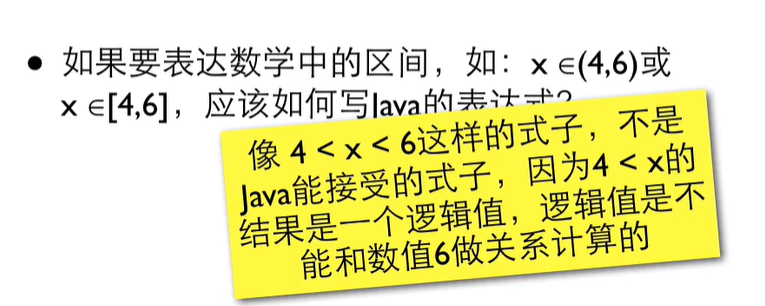 • 如果要表达数学中的区间，如：x ∈(4,6)或
x ∈[4,6]，应该如何写Java的表达式？
像 4 < x < 6这样的式子，不是
Java能接受的式子，因为4 < x的
结果是一个逻辑值，逻辑值是不
能和数值6做关系计算的